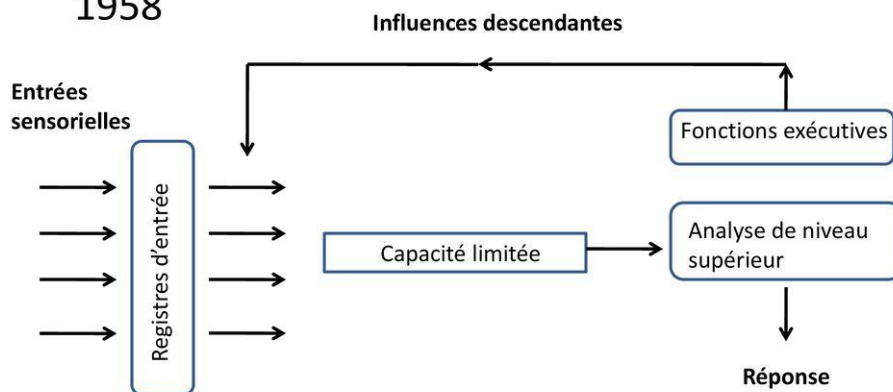 1958
Influences descendantes
Entrées
sensorielles
Fonctions exécutives
Registres d’entrée
Analyse de niveau
supérieur
Capacité limitée
Réponse